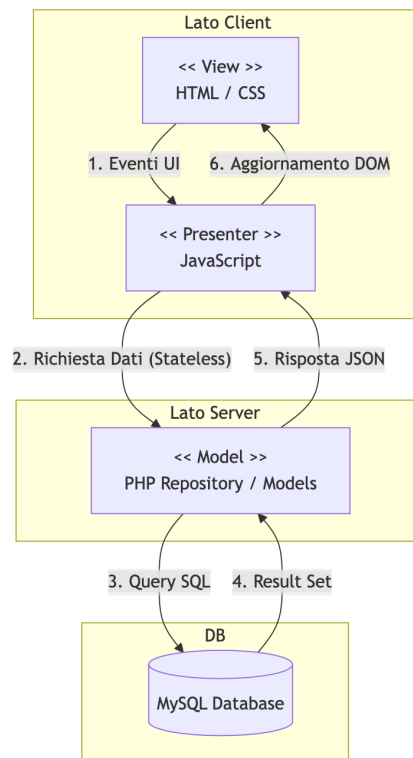 Lato Client
<< View >>
HTML / CSS
1. Eventi UI
6. Aggiornamento DOM
<< Presenter >>
JavaScript
2. Richiesta Dati (Stateless)
5. Risposta JSON
Lato Server
<< Model >>
PHP Repository / Models
3. Query SQL
4. Result Set
DB
MySQL Database